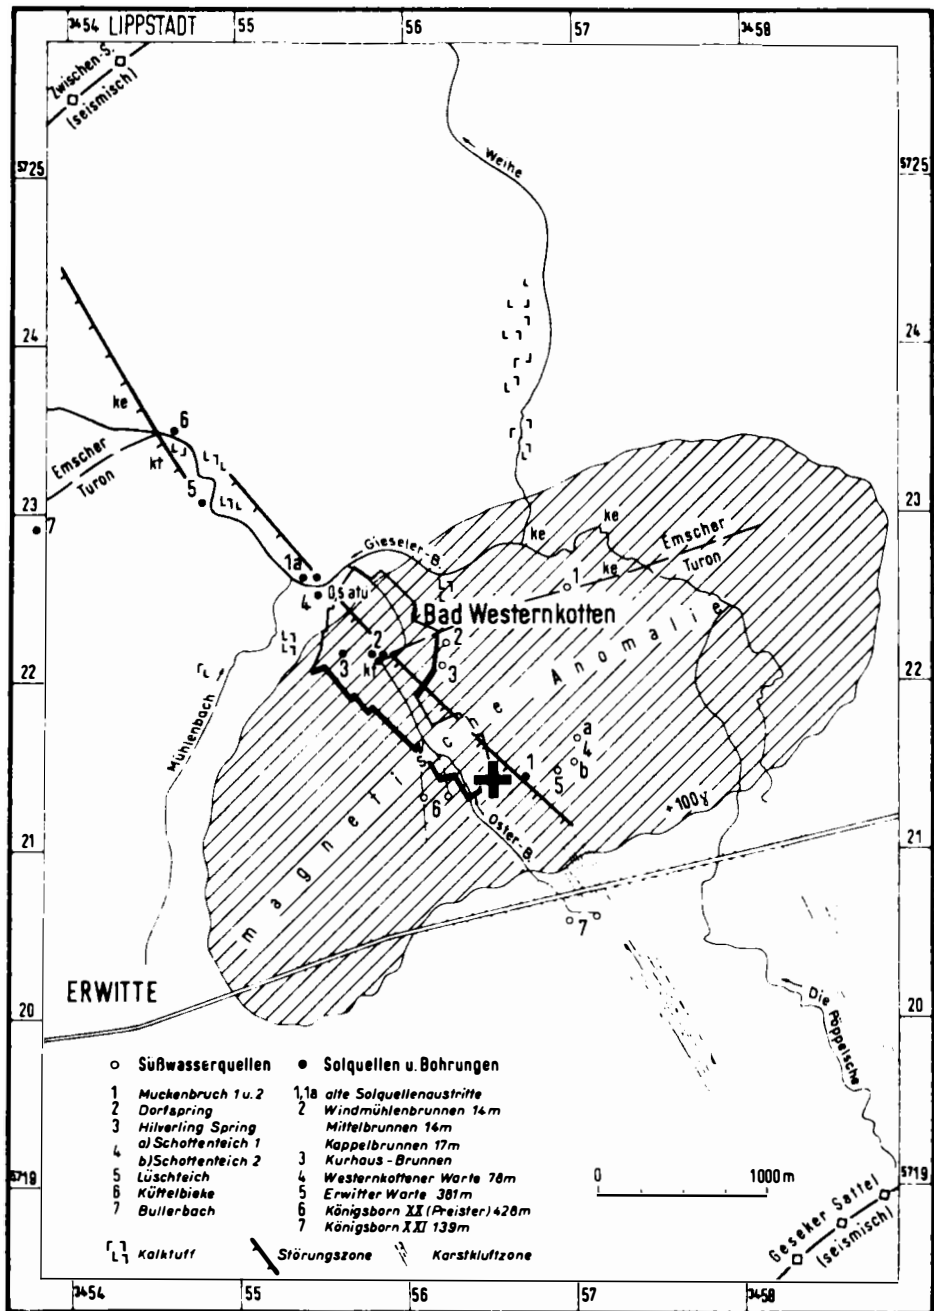 3454 LIPPSTADT 55 56 57 3458
Zwischen-S.
(seismisch)
5725
5725
Weihe
24
24
ke
6
Emscher
kt
Turon
5
23
23
7
ke
ke
Emscher
ke
Turon
Gieseler-B.
1a
4
0,5 atu
1
Bad Westernkotten
2
2
3
kt
3
22
22
Mühlenbach
magnetische Anomalie
a
4
b
c
s
1
5
6
+100γ
Oster-B.
21
21
7
ERWITTE
20
20
Die Pöppelsche
○ Süßwasserquellen
1 Muckenbruch 1 u. 2
2 Dorfspring
3 Hilverling Spring
4 a) Schottenteich 1
b) Schottenteich 2
5 Lüschteich
6 Küttelbieke
7 Bullerbach
● Solquellen u. Bohrungen
1,1a alte Solquellenaustritte
2 Windmühlenbrunnen 14m
Mittelbrunnen 14m
Kappelbrunnen 17m
3 Kurhaus-Brunnen
4 Westernkottener Warte 78m
5 Erwitter Warte 381m
6 Königsborn XX (Preister) 428m
7 Königsborn XXI 139m
0 1000 m
5719
5719
Geseker Sattel
(seismisch)
Kalktuff
Störungszone
Karstkluftzone
3454 55 56 57 3458